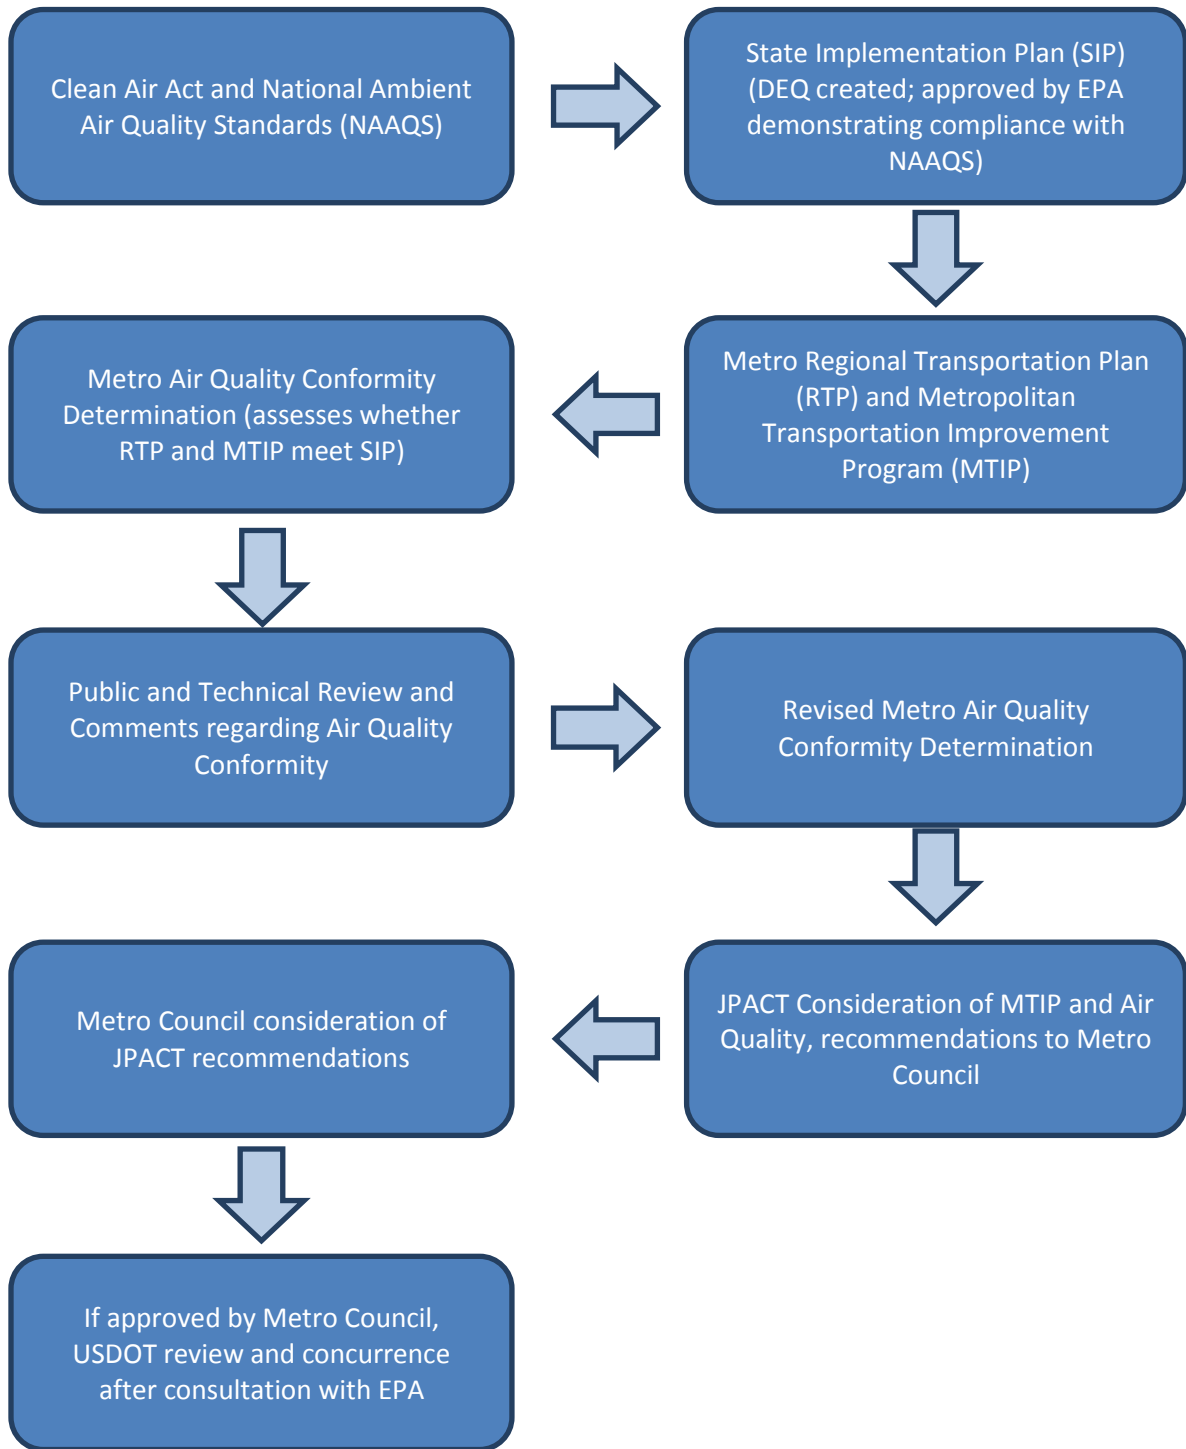 Clean Air Act and National Ambient
Air Quality Standards (NAAQS)
State Implementation Plan (SIP)
(DEQ created; approved by EPA
demonstrating compliance with
NAAQS)
Metro Regional Transportation Plan
(RTP) and Metropolitan
Transportation Improvement
Program (MTIP)
Metro Air Quality Conformity
Determination (assesses whether
RTP and MTIP meet SIP)
Public and Technical Review and
Comments regarding Air Quality
Conformity
Revised Metro Air Quality
Conformity Determination
JPACT Consideration of MTIP and Air
Quality, recommendations to Metro
Council
Metro Council consideration of
JPACT recommendations
If approved by Metro Council,
USDOT review and concurrence
after consultation with EPA